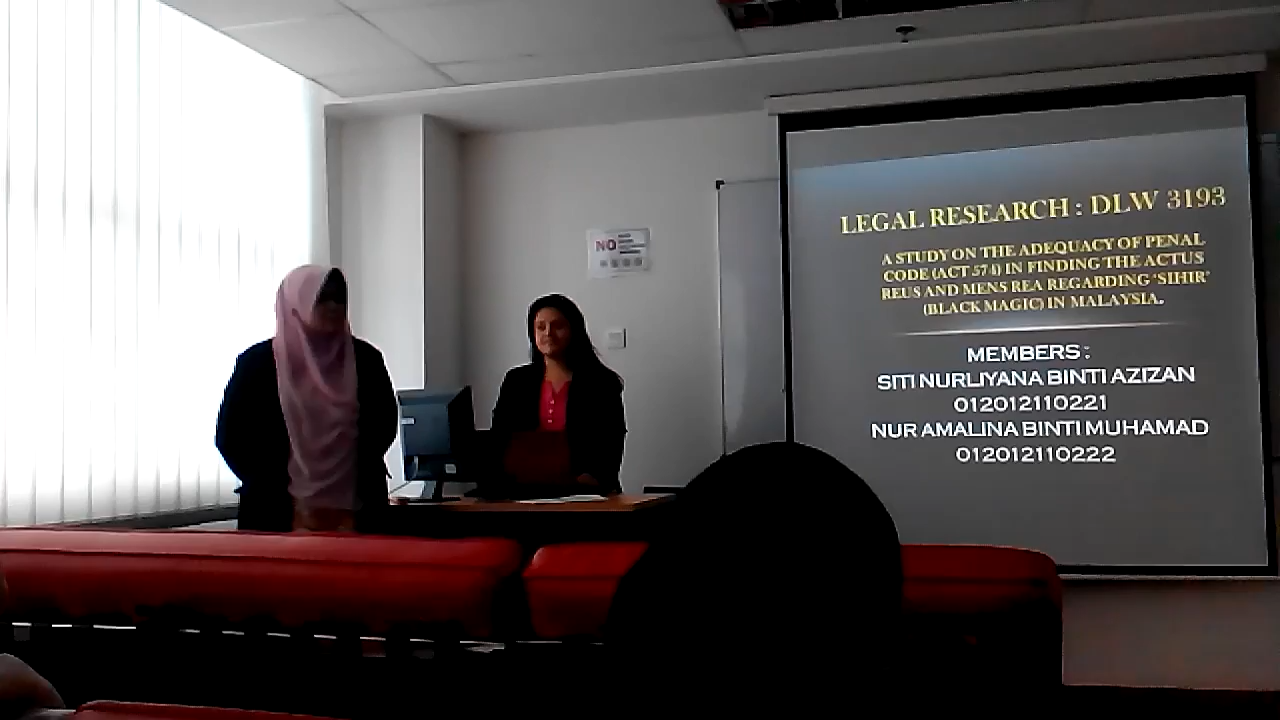 NO
LEGAL RESEARCH : DLW 3193
A STUDY ON THE ADEQUACY OF PENAL
CODE (ACT 574) IN FINDING THE ACTUS
REUS AND MENS REA REGARDING 'SIHIR'
(BLACK MAGIC) IN MALAYSIA.
MEMBERS :
SITI NURLIYANA BINTI AZIZAN
012012110221
NUR AMALINA BINTI MUHAMAD
012012110222